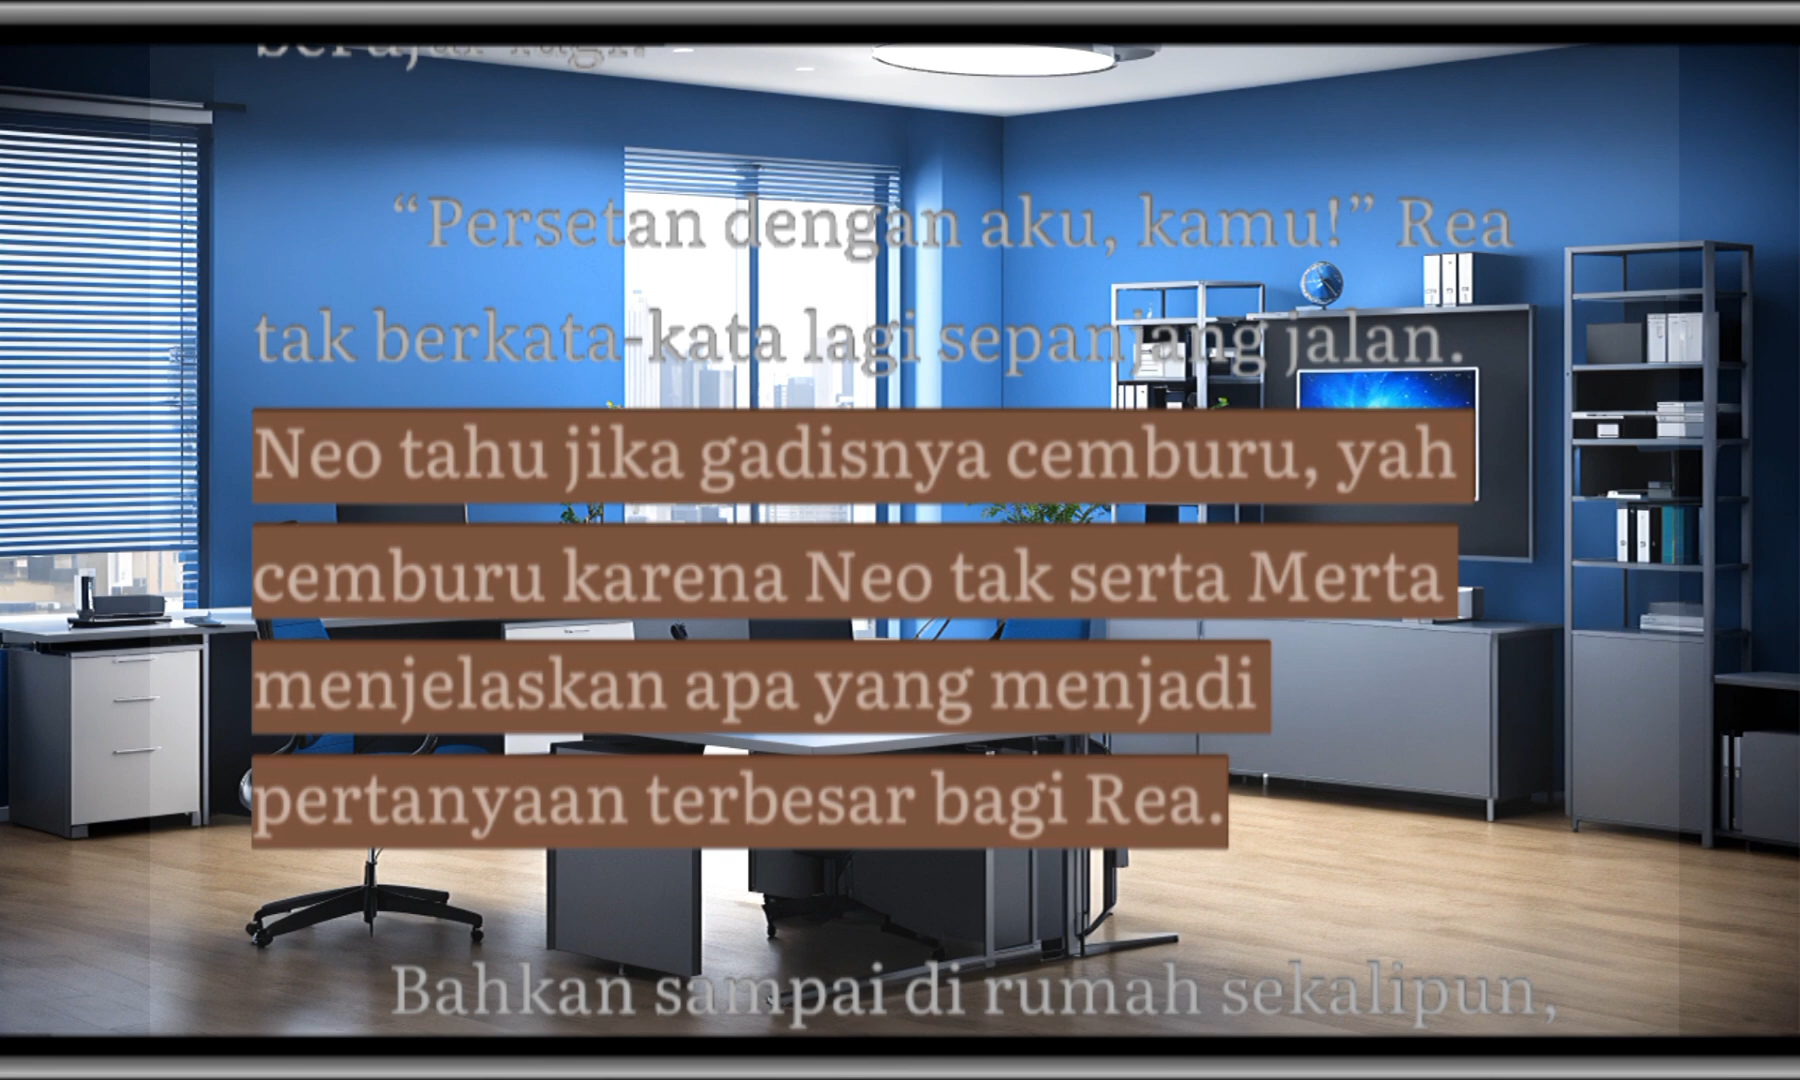 “Persetan dengan aku, kamu!” Rea
tak berkata-kata lagi sepanjang jalan.
Neo tahu jika gadisnya cemburu, yah
cemburu karena Neo tak serta Merta
menjelaskan apa yang menjadi
pertanyaan terbesar bagi Rea.
Bahkan sampai di rumah sekalipun,